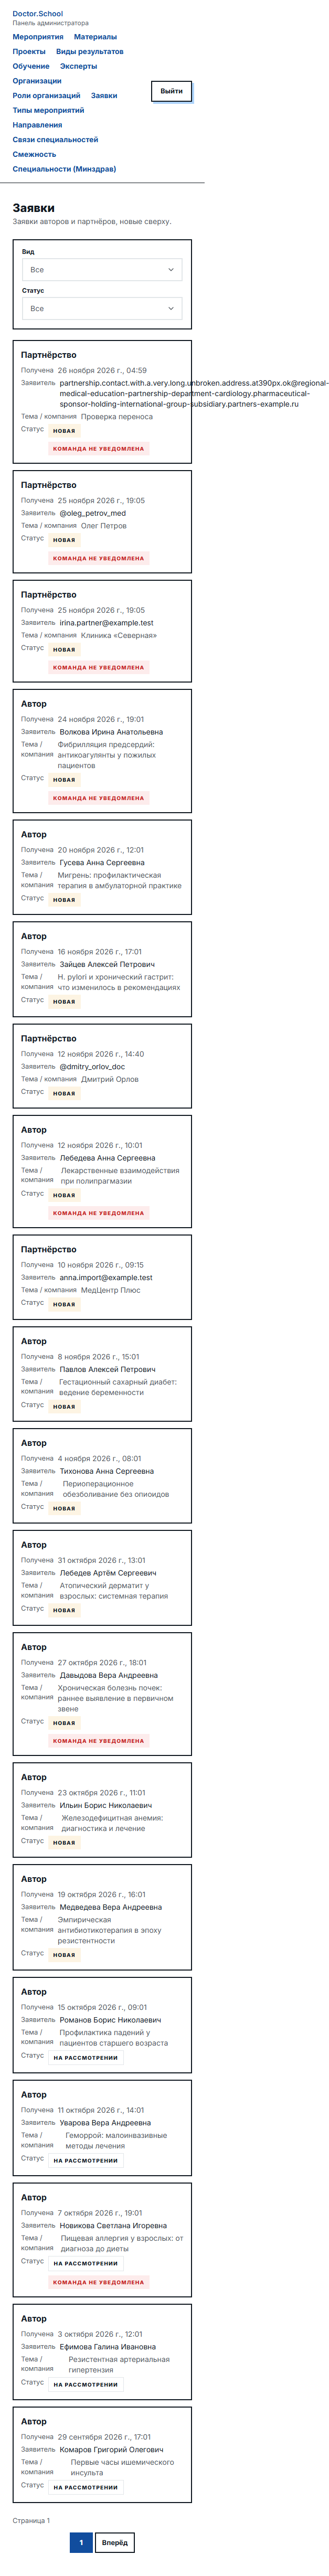 Doctor.School
Панель администратора
Мероприятия Материалы
Проекты Виды результатов
Обучение Эксперты
Организации
Роли организаций Заявки
Типы мероприятий
Направления
Связи специальностей
Смежность
Специальности (Минздрав)
Выйти
Заявки
Заявки авторов и партнёров, новые сверху.
Вид
Все
Статус
Все
Партнёрство
Получена 26 ноября 2026 г., 04:59
Заявитель partnership.contact.with.a.very.long.unbroken.address.at390px.ok@regional-
medical-education-partnership-department-cardiology.pharmaceutical-
sponsor-holding-international-group-subsidiary.partners-example.ru
Тема / компания Проверка переноса
Статус НОВАЯ
КОМАНДА НЕ УВЕДОМЛЕНА
Партнёрство
Получена 25 ноября 2026 г., 19:05
Заявитель @oleg_petrov_med
Тема / компания Олег Петров
Статус НОВАЯ
КОМАНДА НЕ УВЕДОМЛЕНА
Партнёрство
Получена 25 ноября 2026 г., 19:05
Заявитель irina.partner@example.test
Тема / компания Клиника «Северная»
Статус НОВАЯ
КОМАНДА НЕ УВЕДОМЛЕНА
Автор
Получена 24 ноября 2026 г., 19:01
Заявитель Волкова Ирина Анатольевна
Тема / компания Фибрилляция предсердий:
антикоагулянты у пожилых
пациентов
Статус НОВАЯ
КОМАНДА НЕ УВЕДОМЛЕНА
Автор
Получена 20 ноября 2026 г., 12:01
Заявитель Гусева Анна Сергеевна
Тема / компания Мигрень: профилактическая
терапия в амбулаторной практике
Статус НОВАЯ
Автор
Получена 16 ноября 2026 г., 17:01
Заявитель Зайцев Алексей Петрович
Тема / компания H. pylori и хронический гастрит:
что изменилось в рекомендациях
Статус НОВАЯ
Партнёрство
Получена 12 ноября 2026 г., 14:40
Заявитель @dmitry_orlov_doc
Тема / компания Дмитрий Орлов
Статус НОВАЯ
Автор
Получена 12 ноября 2026 г., 10:01
Заявитель Лебедева Анна Сергеевна
Тема / компания Лекарственные взаимодействия
при полипрагмазии
Статус НОВАЯ
КОМАНДА НЕ УВЕДОМЛЕНА
Партнёрство
Получена 10 ноября 2026 г., 09:15
Заявитель anna.import@example.test
Тема / компания МедЦентр Плюс
Статус НОВАЯ
Автор
Получена 8 ноября 2026 г., 15:01
Заявитель Павлов Алексей Петрович
Тема / компания Гестационный сахарный диабет:
ведение беременности
Статус НОВАЯ
Автор
Получена 4 ноября 2026 г., 08:01
Заявитель Тихонова Анна Сергеевна
Тема / компания Периоперационное
обезболивание без опиоидов
Статус НОВАЯ
Автор
Получена 31 октября 2026 г., 13:01
Заявитель Лебедев Артём Сергеевич
Тема / компания Атопический дерматит у
взрослых: системная терапия
Статус НОВАЯ
Автор
Получена 27 октября 2026 г., 18:01
Заявитель Давыдова Вера Андреевна
Тема / компания Хроническая болезнь почек:
раннее выявление в первичном
звене
Статус НОВАЯ
КОМАНДА НЕ УВЕДОМЛЕНА
Автор
Получена 23 октября 2026 г., 11:01
Заявитель Ильин Борис Николаевич
Тема / компания Железодефицитная анемия:
диагностика и лечение
Статус НОВАЯ
Автор
Получена 19 октября 2026 г., 16:01
Заявитель Медведева Вера Андреевна
Тема / компания Эмпирическая
антибиотикотерапия в эпоху
резистентности
Статус НОВАЯ
Автор
Получена 15 октября 2026 г., 09:01
Заявитель Романов Борис Николаевич
Тема / компания Профилактика падений у
пациентов старшего возраста
Статус НА РАССМОТРЕНИИ
Автор
Получена 11 октября 2026 г., 14:01
Заявитель Уварова Вера Андреевна
Тема / компания Геморрой: малоинвазивные
методы лечения
Статус НА РАССМОТРЕНИИ
Автор
Получена 7 октября 2026 г., 19:01
Заявитель Новикова Светлана Игоревна
Тема / компания Пищевая аллергия у взрослых: от
диагноза до диеты
Статус НА РАССМОТРЕНИИ
КОМАНДА НЕ УВЕДОМЛЕНА
Автор
Получена 3 октября 2026 г., 12:01
Заявитель Ефимова Галина Ивановна
Тема / компания Резистентная артериальная
гипертензия
Статус НА РАССМОТРЕНИИ
Автор
Получена 29 сентября 2026 г., 17:01
Заявитель Комаров Григорий Олегович
Тема / компания Первые часы ишемического
инсульта
Статус НА РАССМОТРЕНИИ
Страница 1
1 Вперёд